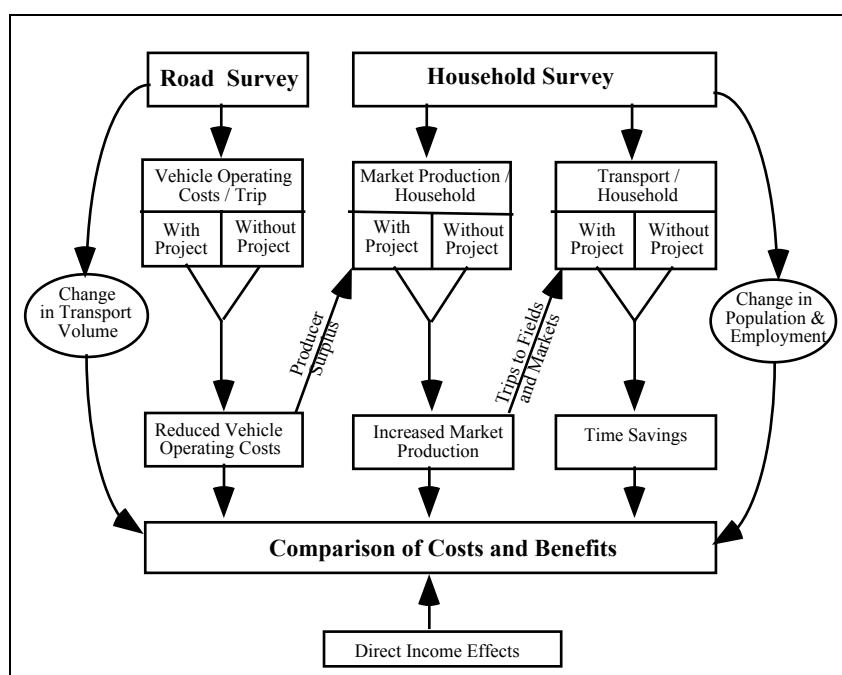 Road Survey
Household Survey
Vehicle Operating
Costs / Trip
With
Project
Without
Project
Market Production /
Household
With
Project
Without
Project
Transport /
Household
With
Project
Without
Project
Change
in Transport
Volume
Producer
Surplus
Trips to Fields
and Markets
Change in
Population &
Employment
Reduced Vehicle
Operating Costs
Increased Market
Production
Time Savings
Comparison of Costs and Benefits
Direct Income Effects